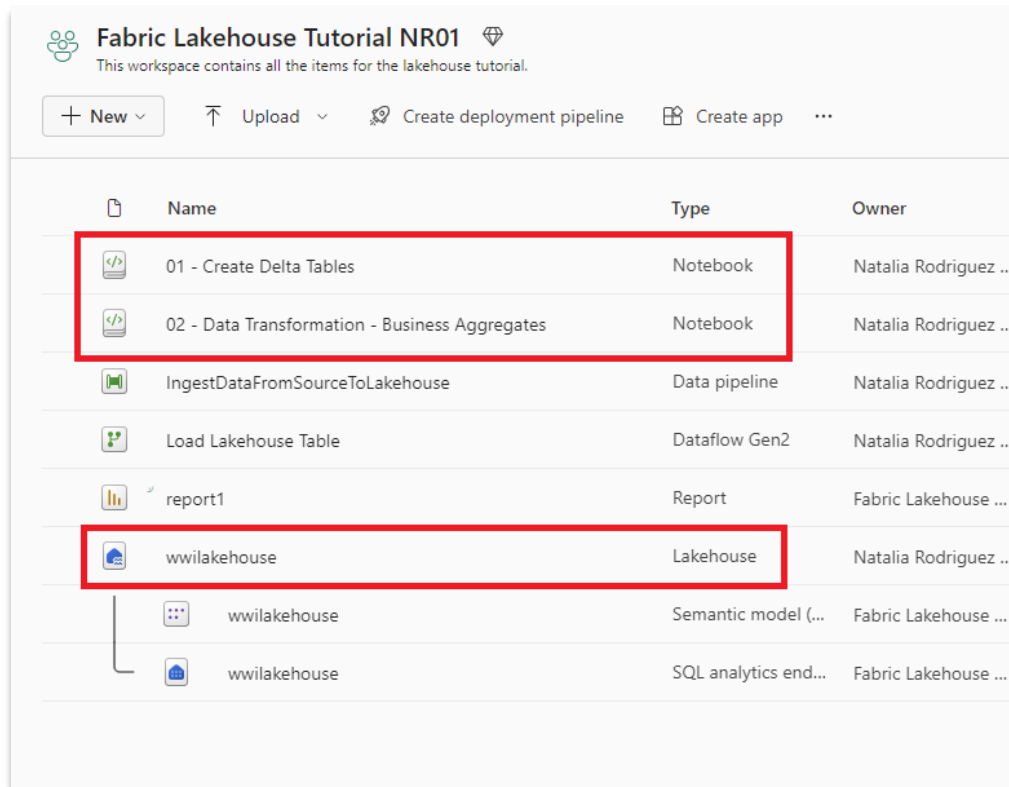 Fabric Lakehouse Tutorial NR01
This workspace contains all the items for the lakehouse tutorial.
New Upload Create deployment pipeline Create app ...
Name Type Owner
01 - Create Delta Tables Notebook Natalia Rodriguez ...
02 - Data Transformation - Business Aggregates Notebook Natalia Rodriguez ...
IngestDataFromSourceToLakehouse Data pipeline Natalia Rodriguez ...
Load Lakehouse Table Dataflow Gen2 Natalia Rodriguez ...
report1 Report Fabric Lakehouse ...
wwilakehouse Lakehouse Natalia Rodriguez ...
wwilakehouse Semantic model (... Fabric Lakehouse ...
wwilakehouse SQL analytics end... Fabric Lakehouse ...